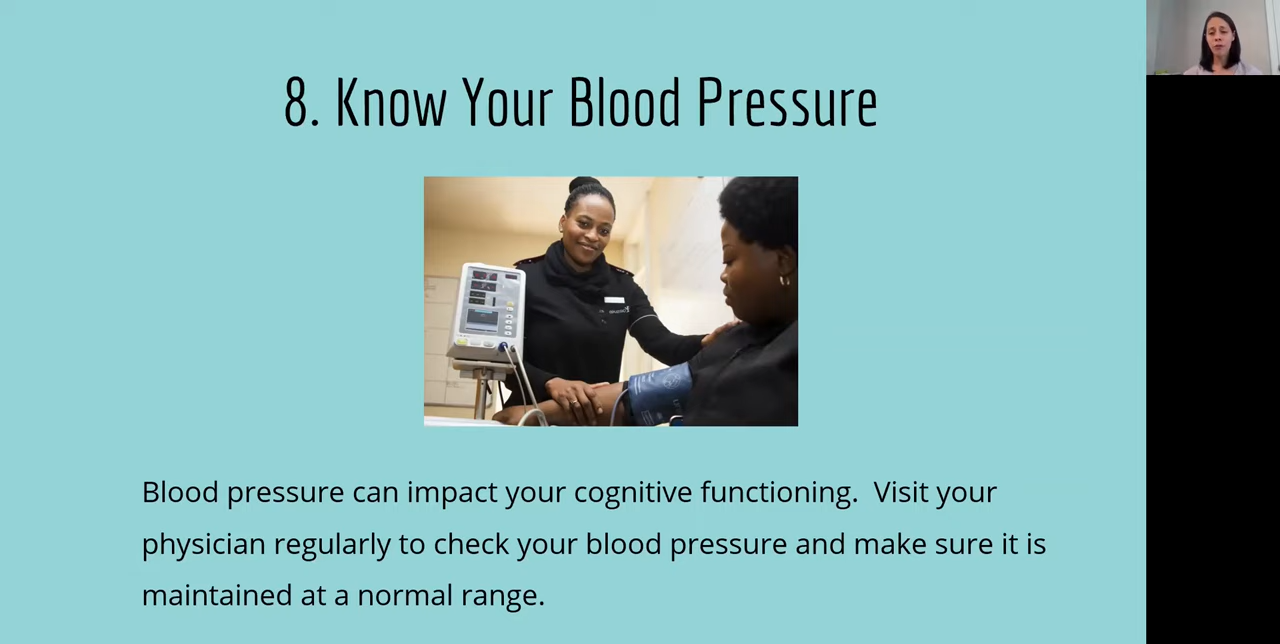 8. Know Your Blood Pressure
Blood pressure can impact your cognitive functioning.  Visit your
physician regularly to check your blood pressure and make sure it is
maintained at a normal range.